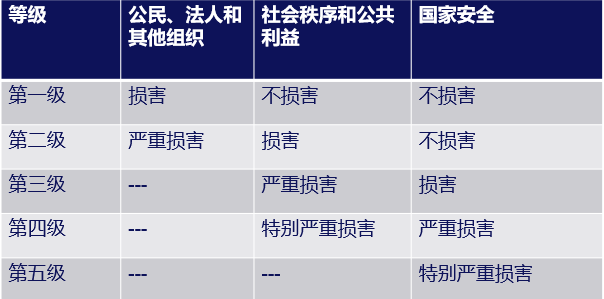 等级 公民、法人和其他组织 社会秩序和公共利益 国家安全
第一级 损害 不损害 不损害
第二级 严重损害 损害 不损害
第三级 --- 严重损害 损害
第四级 --- 特别严重损害 严重损害
第五级 --- --- 特别严重损害